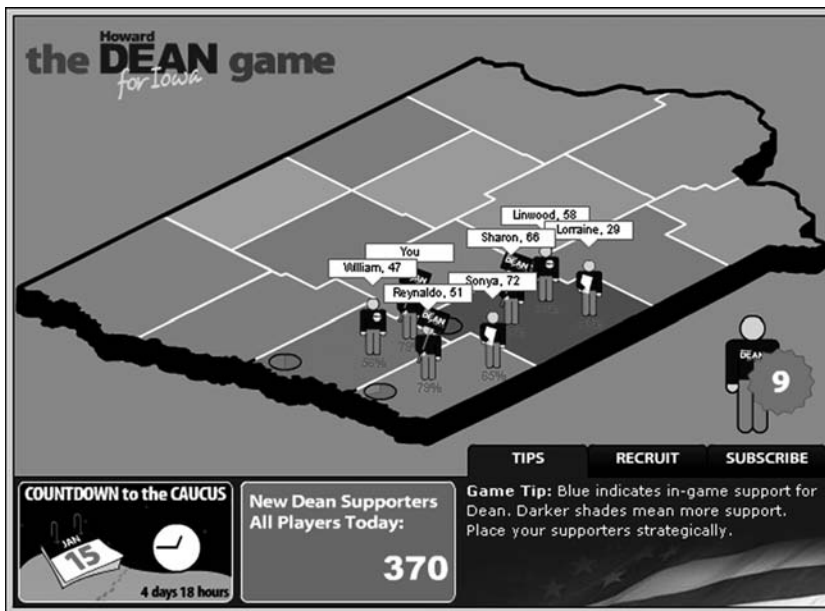 Howard
the DEAN game
for Iowa
Linwood, 58
Lorraine, 29
Sharon, 66
You
William, 47
Sonya, 72
Reynaldo, 51
DEAN
DEAN
56%
79%
65%
DEAN
9
TIPS
RECRUIT
SUBSCRIBE
COUNTDOWN to the CAUCUS
JAN
15
4 days 18 hours
New Dean Supporters
All Players Today:
370
Game Tip: Blue indicates in-game support for
Dean. Darker shades mean more support.
Place your supporters strategically.